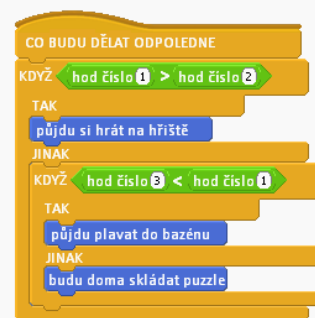 CO BUDU DĚLAT ODPOLEDNE
KDYŽ hod číslo 1 > hod číslo 2
TAK
půjdu si hrát na hřiště
JINAK
KDYŽ hod číslo 3 < hod číslo 1
TAK
půjdu plavat do bazénu
JINAK
budu doma skládat puzzle